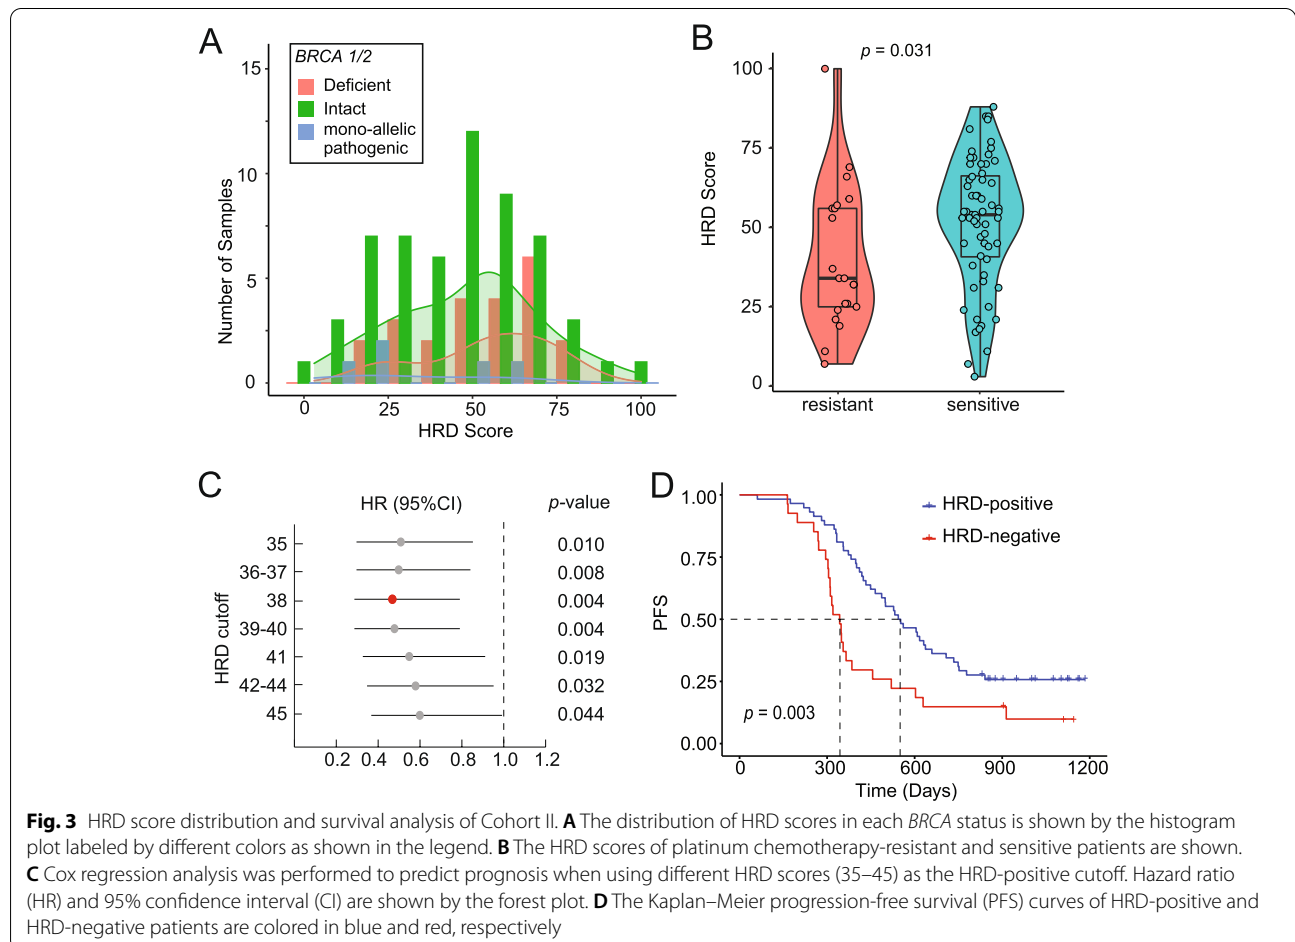 A
BRCA 1/2
Deficient
Intact
mono-allelic
pathogenic
15
10
5
0
Number of Samples
0 25 50 75 100
HRD Score
B
p = 0.031
100
75
50
25
0
HRD Score
resistant sensitive
C
HR (95%CI) p-value
HRD cutoff
35 0.010
36-37 0.008
38 0.004
39-40 0.004
41 0.019
42-44 0.032
45 0.044
0.2 0.4 0.6 0.8 1.0 1.2
D
HRD-positive
HRD-negative
1.00
0.75
0.50
0.25
0.00
PFS
p = 0.003
0 300 600 900 1200
Time (Days)
Fig. 3 HRD score distribution and survival analysis of Cohort II. A The distribution of HRD scores in each BRCA status is shown by the histogram
plot labeled by different colors as shown in the legend. B The HRD scores of platinum chemotherapy-resistant and sensitive patients are shown.
C Cox regression analysis was performed to predict prognosis when using different HRD scores (35–45) as the HRD-positive cutoff. Hazard ratio
(HR) and 95% confidence interval (CI) are shown by the forest plot. D The Kaplan–Meier progression-free survival (PFS) curves of HRD-positive and
HRD-negative patients are colored in blue and red, respectively